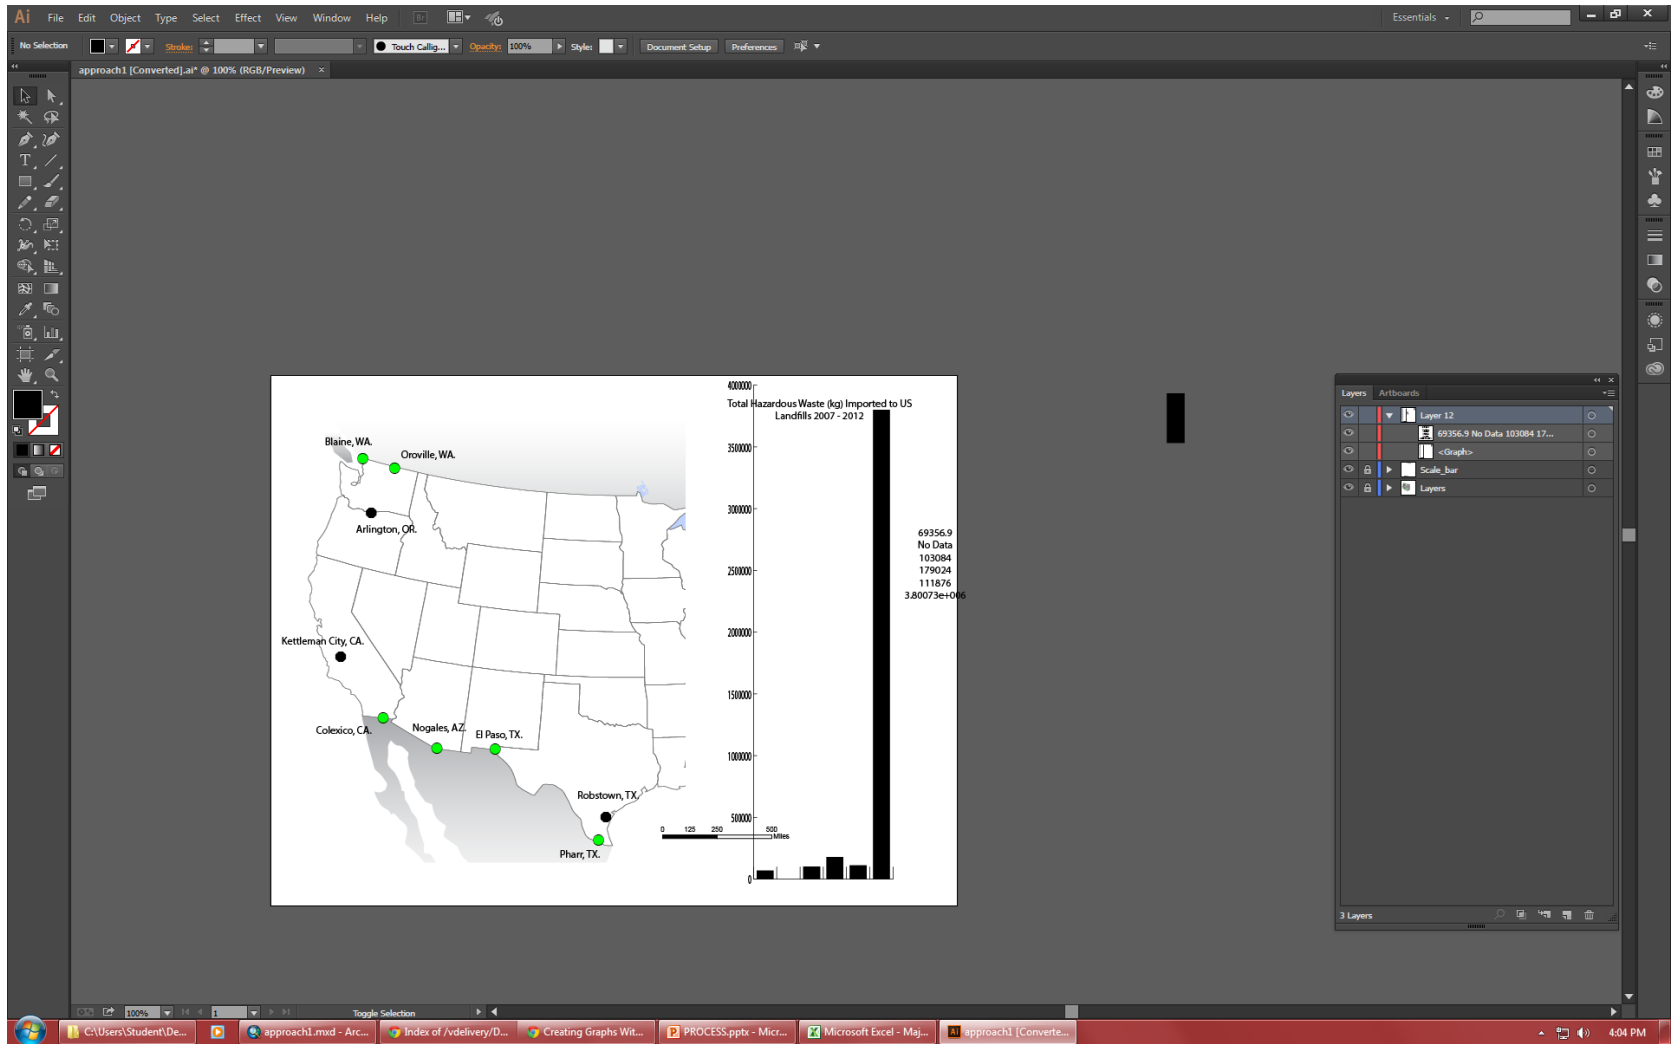 Ai File Edit Object Type Select Effect View Window Help Br Essentials
No Selection Stroke: Touch Callig... Opacity: 100% Style: Document Setup Preferences
approach1 [Converted].ai* @ 100% (RGB/Preview) ×
4000000
Total Hazardous Waste (kg) Imported to US
Landfills 2007 - 2012
Blaine, WA.
Oroville, WA.
3500000
3000000
Arlington, OR.
69356.9
No Data
103084
179024
111876
3.80073e+006
2500000
2000000
Kettleman City, CA.
1500000
Colexico, CA.
Nogales, AZ.
El Paso, TX.
1000000
Robstown, TX.
500000
0 125 250 500
Miles
Pharr, TX.
0
Layers Artboards
Layer 12
69356.9 No Data 103084 17...
<Graph>
Scale_bar
Layers
3 Layers
100% 1 Toggle Selection
C:\Users\Student\De... approach1.mxd - Arc... Index of /vdelivery/D... Creating Graphs Wit... PROCESS.pptx - Micr... Microsoft Excel - Maj... approach1 [Converte... 4:04 PM